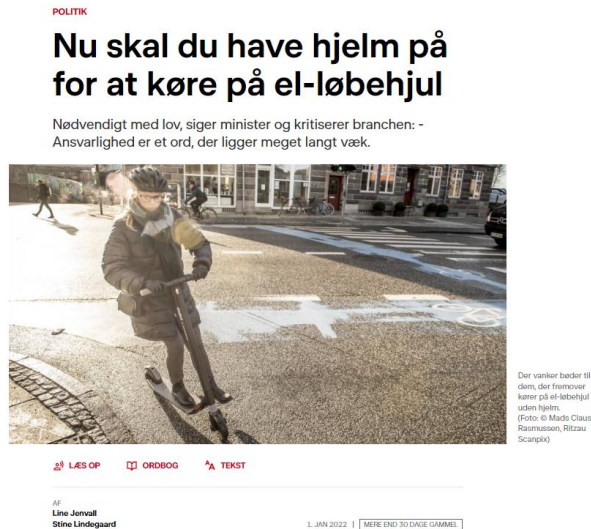 POLITIK
Nu skal du have hjelm på
for at køre på el-løbehjul
Nødvendigt med lov, siger minister og kritiserer branchen: -
Ansvarlighed er et ord, der ligger meget langt væk.
Der vanker bøder til
dem, der fremover
kører på el-løbehjul
uden hjelm.
(Foto: © Mads Claus
Rasmussen, Ritzau
Scanpix)
LÆS OP
ORDBOG
TEKST
AF
Line Jenvall
Stine Lindegaard
1. JAN 2022 | MERE END 30 DAGE GAMMEL